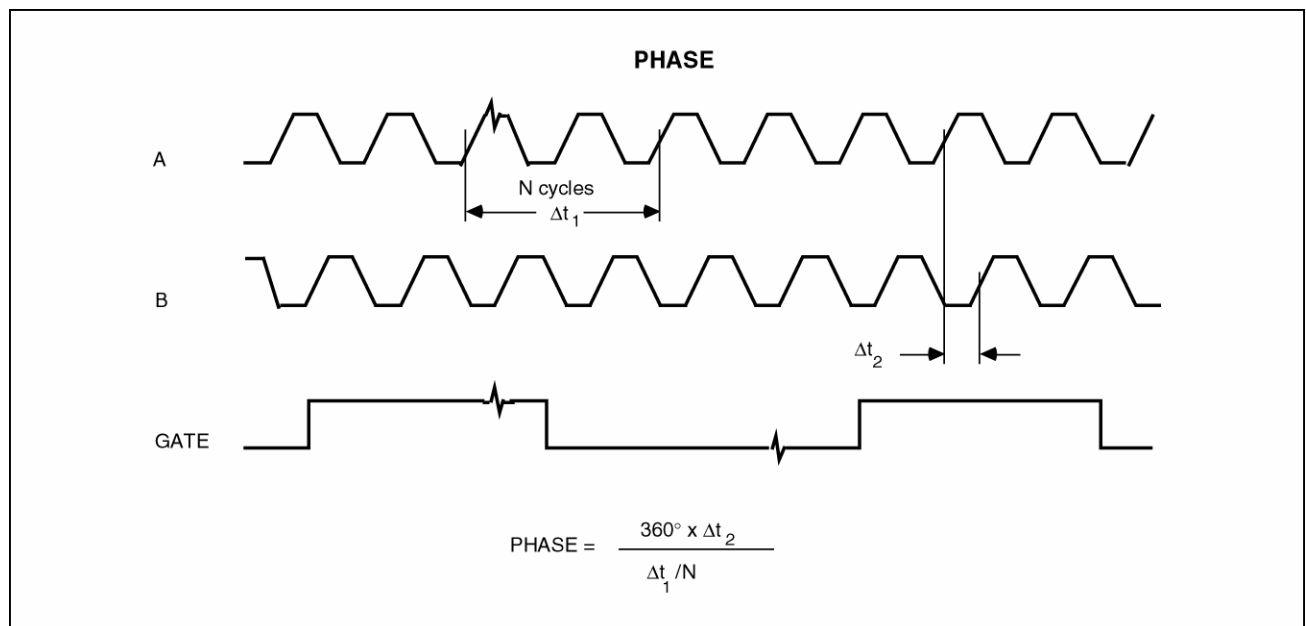 PHASE
A
N cycles
Δt1
B
Δt2
GATE
PHASE = 360° x Δt2
Δt1/N